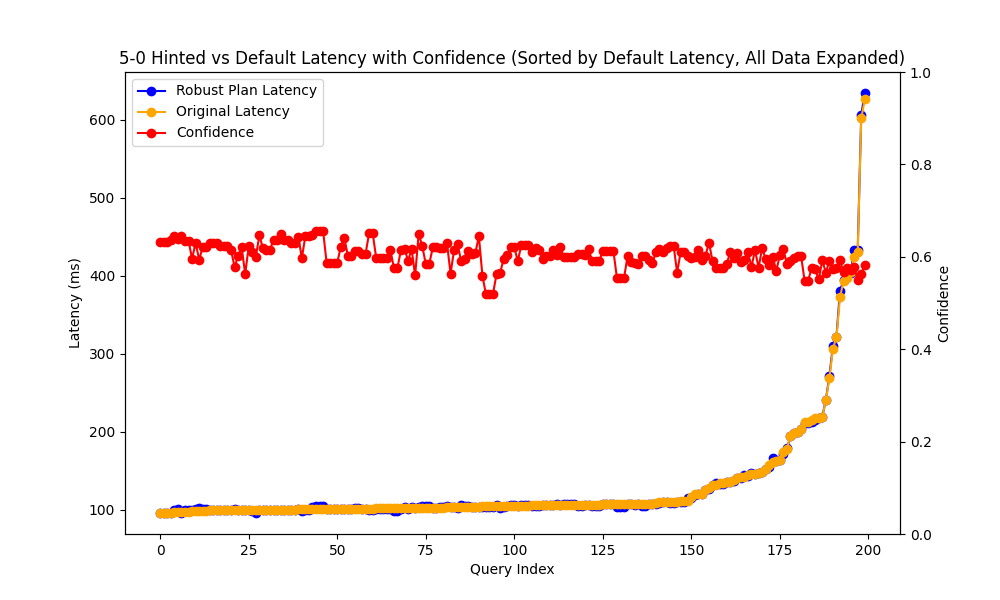 5-0 Hinted vs Default Latency with Confidence (Sorted by Default Latency, All Data Expanded)
Robust Plan Latency
Original Latency
Confidence
Latency (ms)
600
500
400
300
200
100
1.0
0.8
0.6
0.4
0.2
0.0
Confidence
0 25 50 75 100 125 150 175 200
Query Index